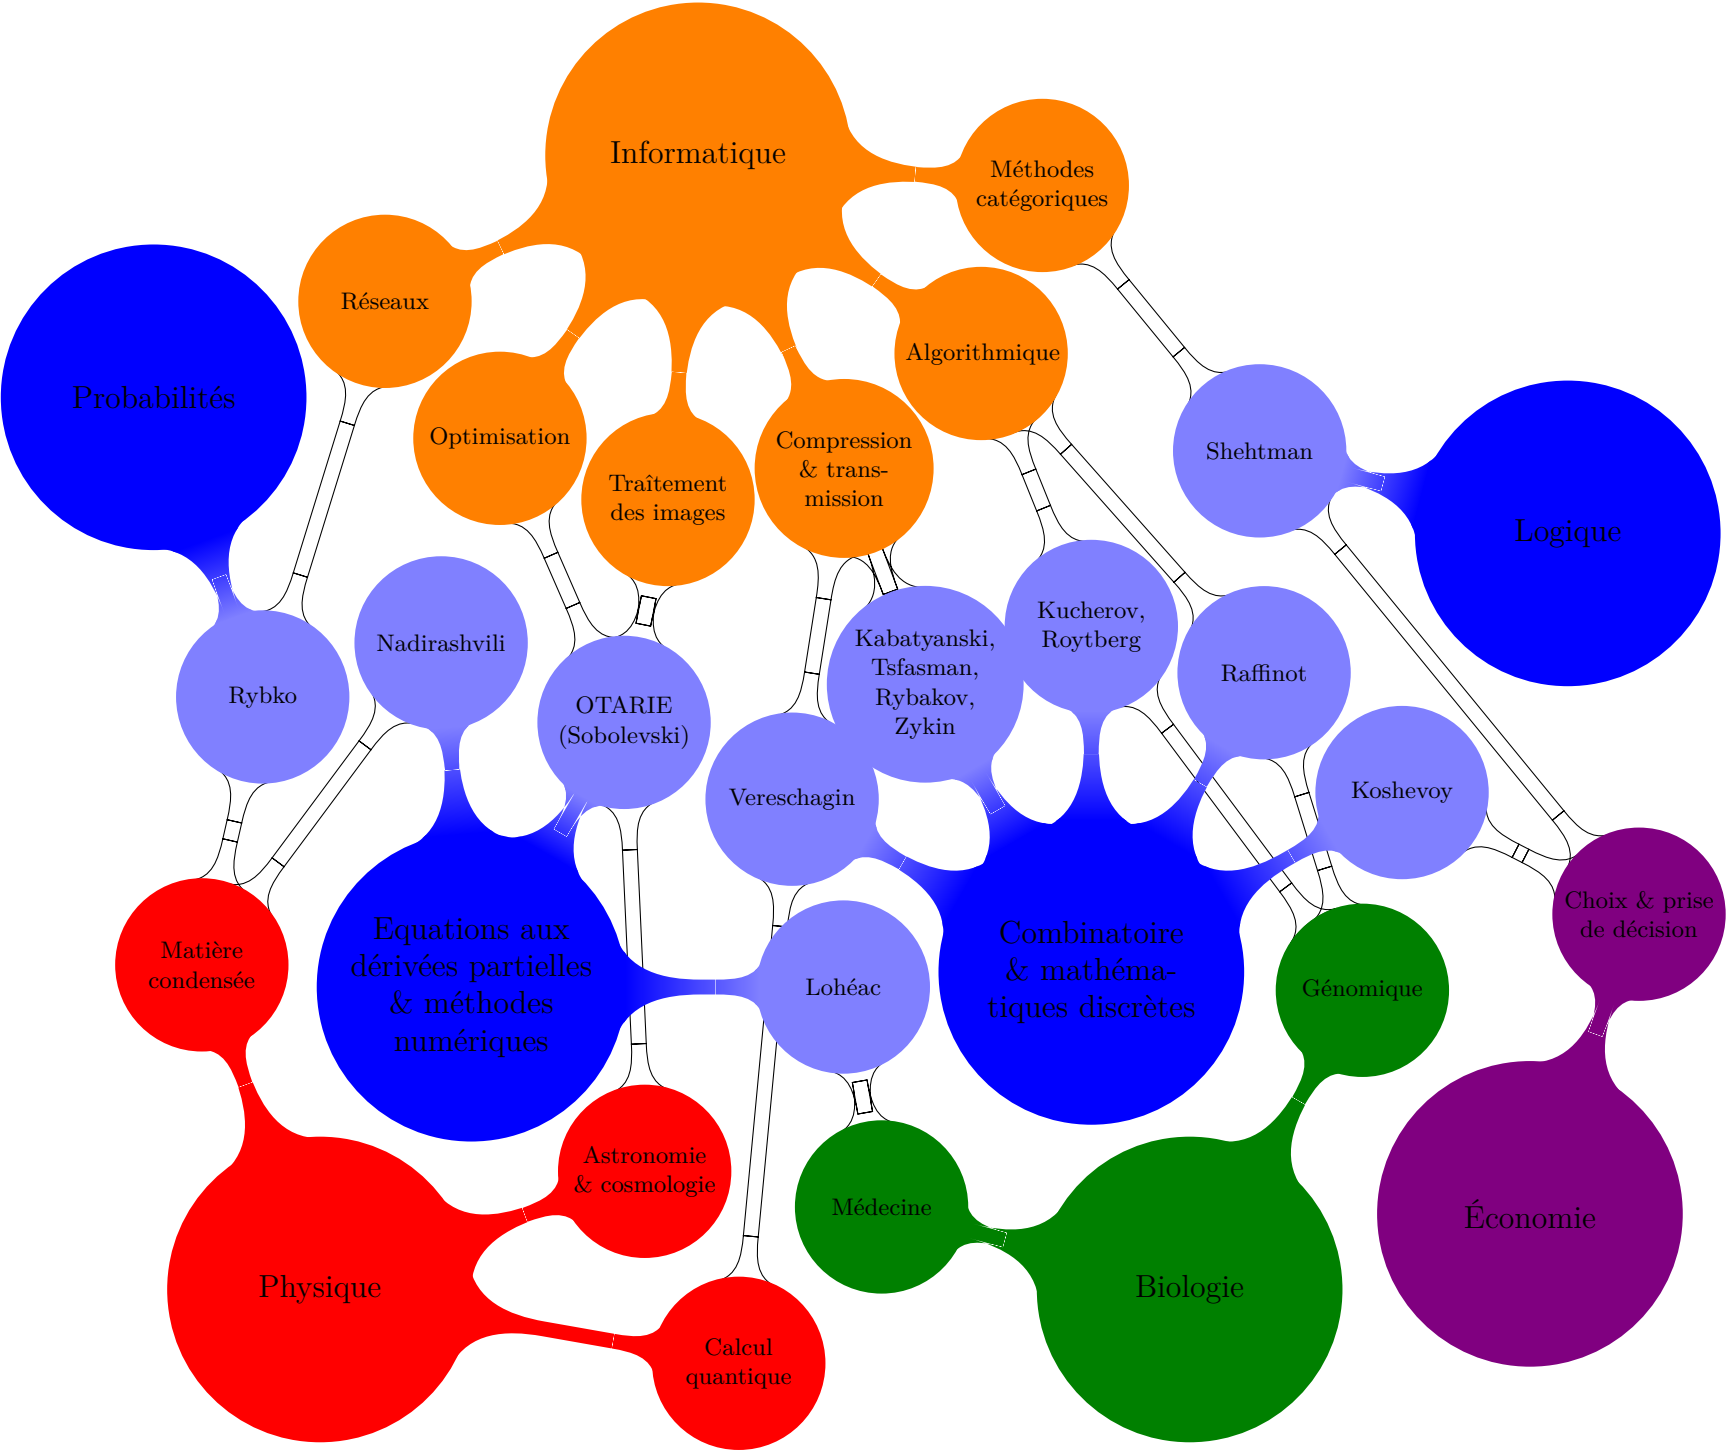 Informatique
Méthodes
catégoriques
Réseaux
Algorithmique
Probabilités
Optimisation
Compression
& trans-
mission
Traîtement
des images
Shehtman
Logique
Nadirashvili
Kucherov,
Roytberg
Kabatyanski,
Tsfasman,
Rybakov,
Zykin
Raffinot
Rybko
OTARIE
(Sobolevski)
Vereschagin
Koshevoy
Choix & prise
de décision
Matière
condensée
Equations aux
dérivées partielles
& méthodes
numériques
Lohéac
Combinatoire
& mathéma-
tiques discrètes
Génomique
Astronomie
& cosmologie
Médecine
Économie
Physique
Biologie
Calcul
quantique